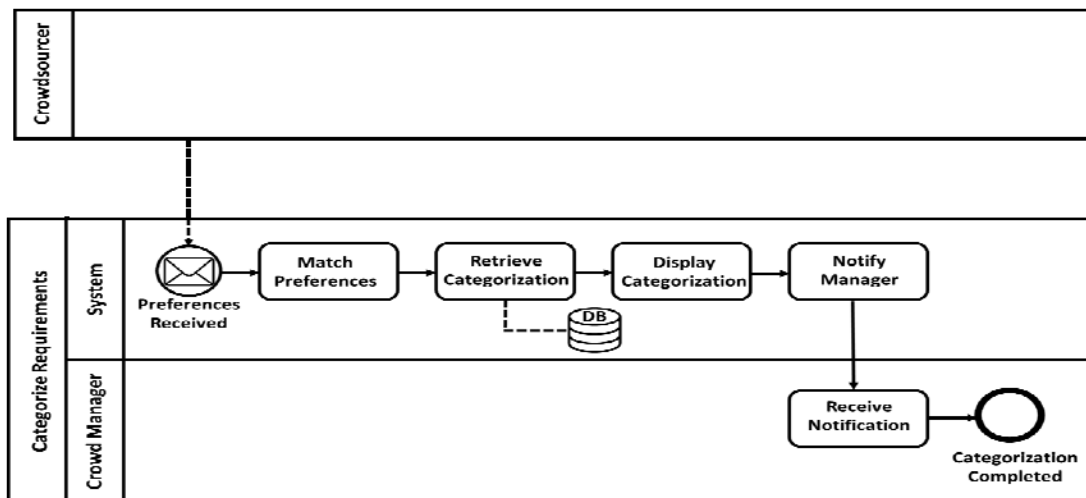 Crowdsourcer
Categorize Requirements
System
Crowd Manager
Preferences
Received
Match
Preferences
Retrieve
Categorization
DB
Display
Categorization
Notify
Manager
Receive
Notification
Categorization
Completed